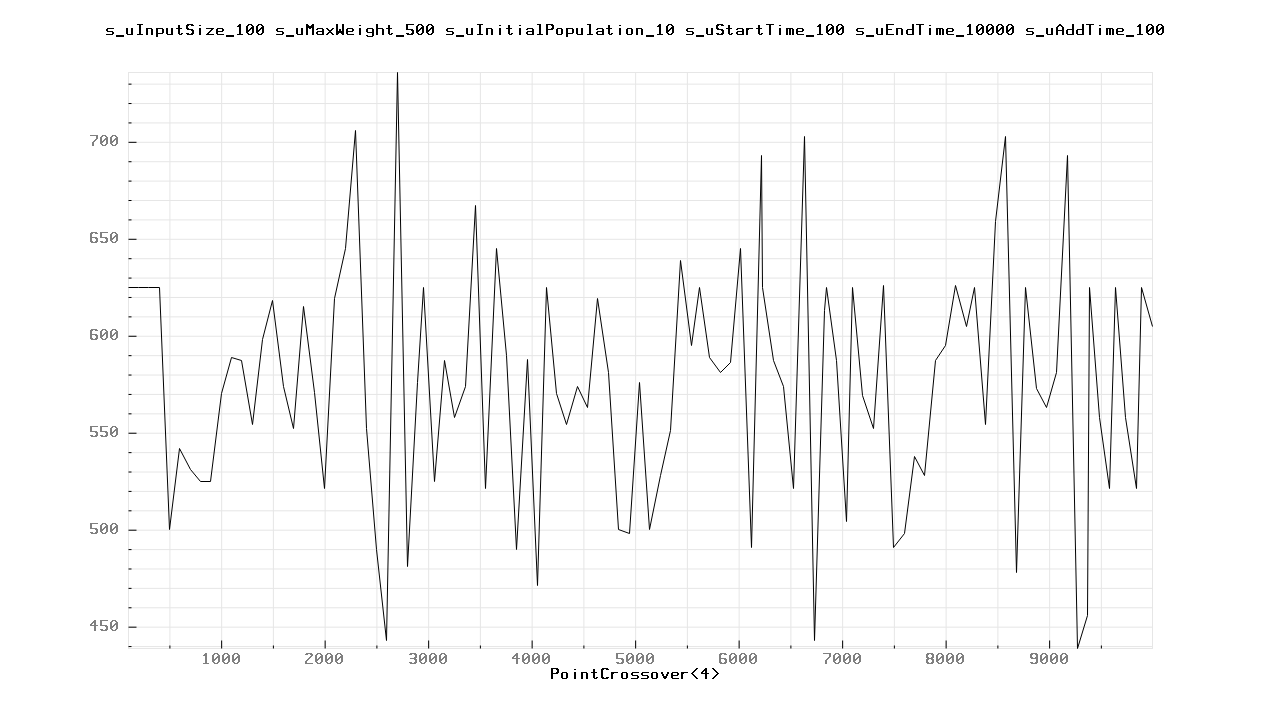 s_uInputSize_100 s_uMaxWeight_500 s_uInitialPopulation_10 s_uStartTime_100 s_uEndTime_10000 s_uAddTime_100
700
650
600
550
500
450
1000 2000 3000 4000 5000 6000 7000 8000 9000
PointCrossover<4>